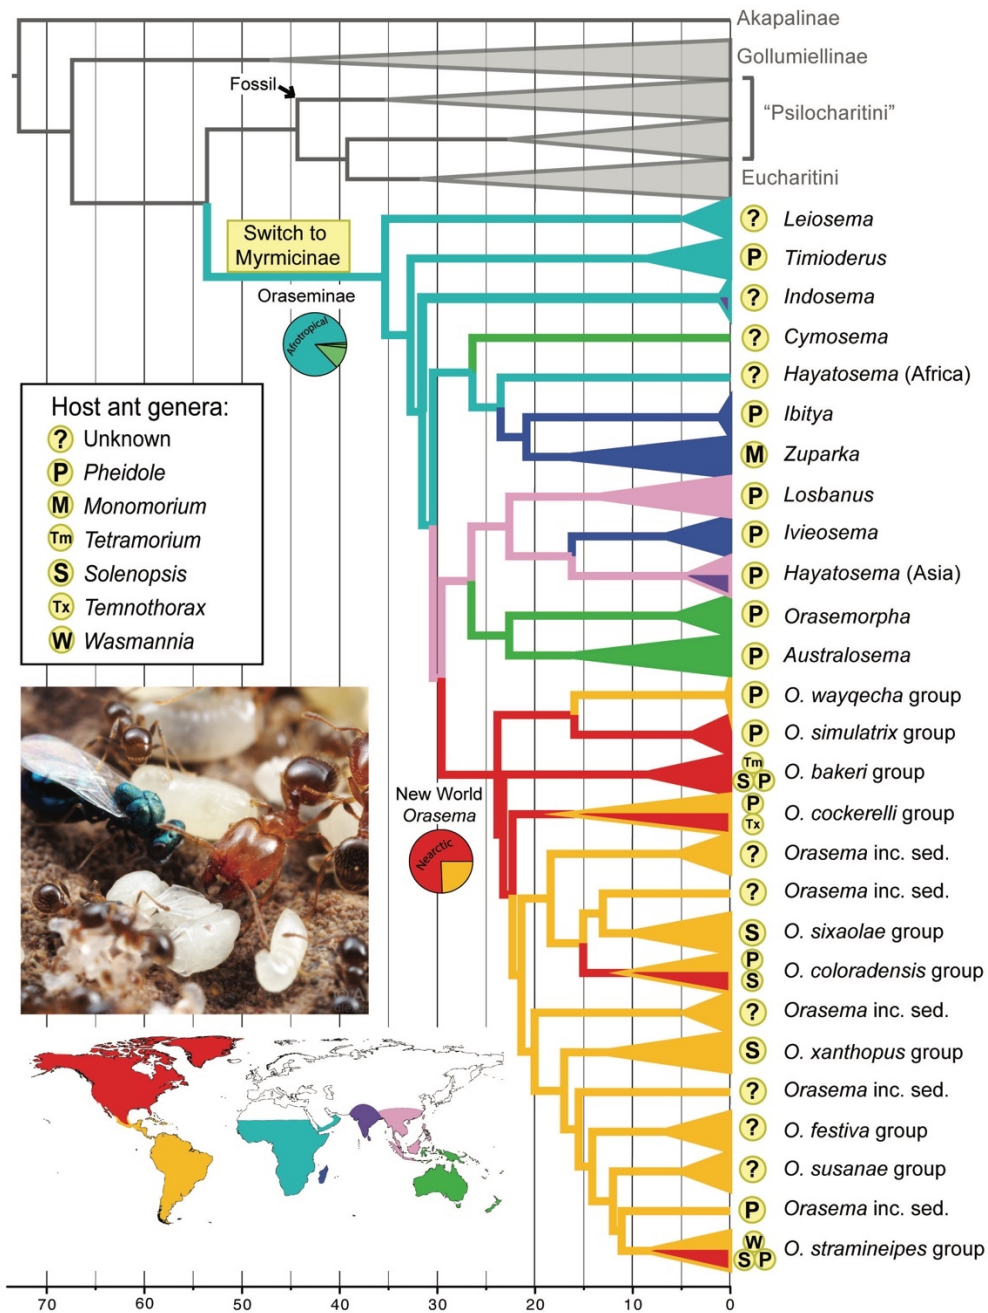 Akapalinae
Gollumiellinae
Fossil
“Psilocharitini”
Eucharitini
Switch to
Myrmicinae
Oraseminae
Afrotropical
? Leiosema
P Timioderus
? Indosema
? Cymosema
? Hayatosema (Africa)
P Ibitya
M Zuparka
P Losbanus
P Ivieosema
P Hayatosema (Asia)
P Orasemorpha
P Australosema
P O. wayqecha group
P O. simulatrix group
Tm
S P O. bakeri group
P
Tx O. cockerelli group
? Orasema inc. sed.
? Orasema inc. sed.
S O. sixaolae group
P
S O. coloradensis group
? Orasema inc. sed.
S O. xanthopus group
? Orasema inc. sed.
? O. festiva group
? O. susanae group
P Orasema inc. sed.
W
S P O. stramineipes group
Host ant genera:
? Unknown
P Pheidole
M Monomorium
Tm Tetramorium
S Solenopsis
Tx Temnothorax
W Wasmannia
New World
Orasema
Nearctic
70 60 50 40 30 20 10 0